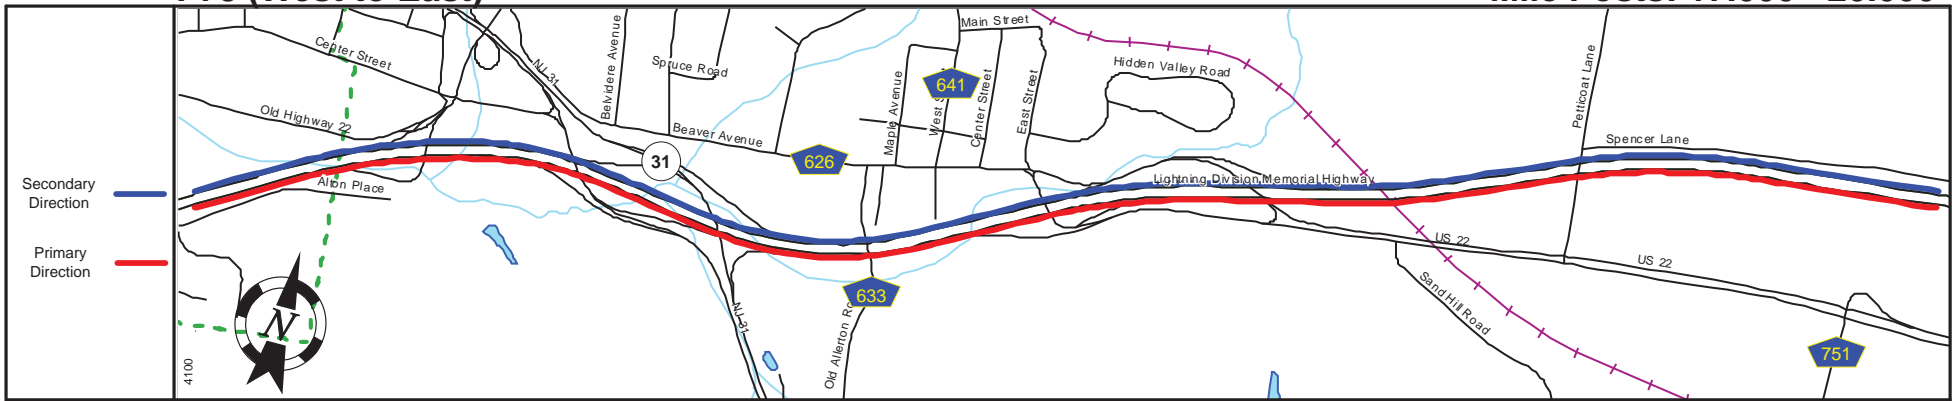 Secondary
Direction
Primary
Direction
Center Street
Old Highway 22
Alton Place
4100
N
NJ 31
Belvidere Avenue
Spruce Road
Beaver Avenue
31
626
NJ 31
Old Allerton
633
Maple Avenue
641
Center Street
Main Street
East Street
Hidden Valley Road
Lightning Division Memorial Highway
US 22
Sand Hill Road
Petticoat Lane
Spencer Lane
US 22
751